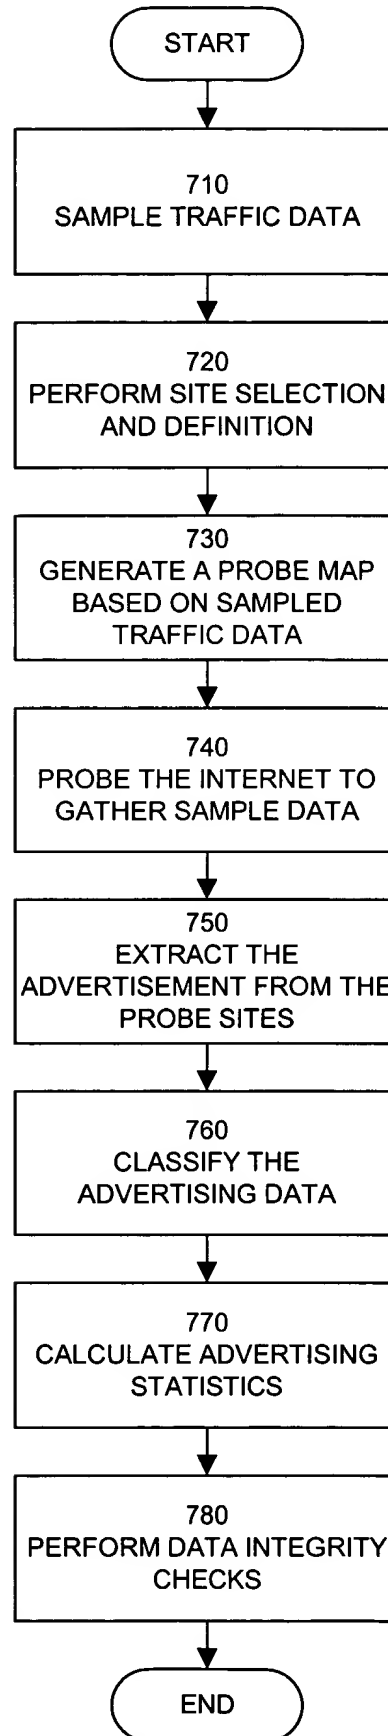 START
710
SAMPLE TRAFFIC DATA
720
PERFORM SITE SELECTION
AND DEFINITION
730
GENERATE A PROBE MAP
BASED ON SAMPLED
TRAFFIC DATA
740
PROBE THE INTERNET TO
GATHER SAMPLE DATA
750
EXTRACT THE
ADVERTISEMENT FROM THE
PROBE SITES
760
CLASSIFY THE
ADVERTISING DATA
770
CALCULATE ADVERTISING
STATISTICS
780
PERFORM DATA INTEGRITY
CHECKS
END